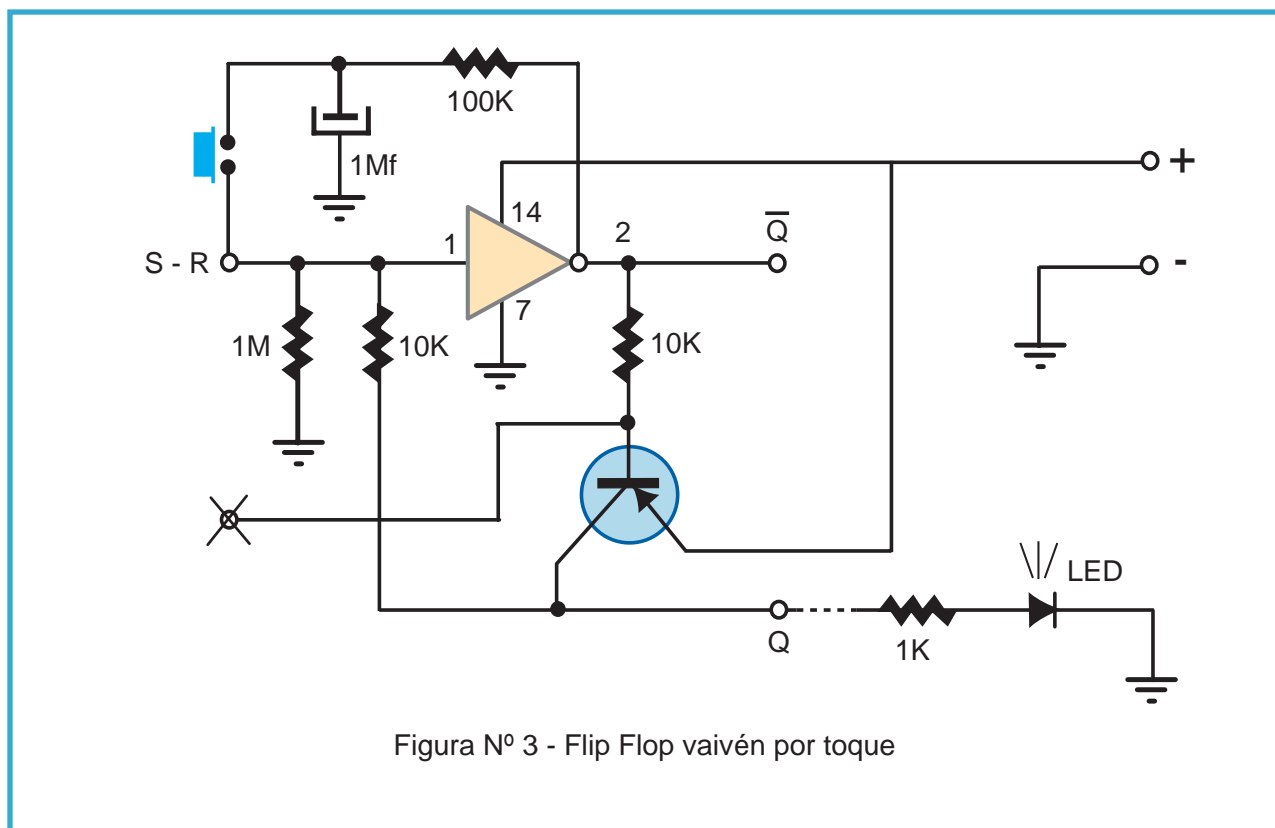 100K
1Mf
+
14
1
2
Q
S - R
-
7
1M
10K
10K
LED
Q
1K
Figura Nº 3 - Flip Flop vaivén por toque